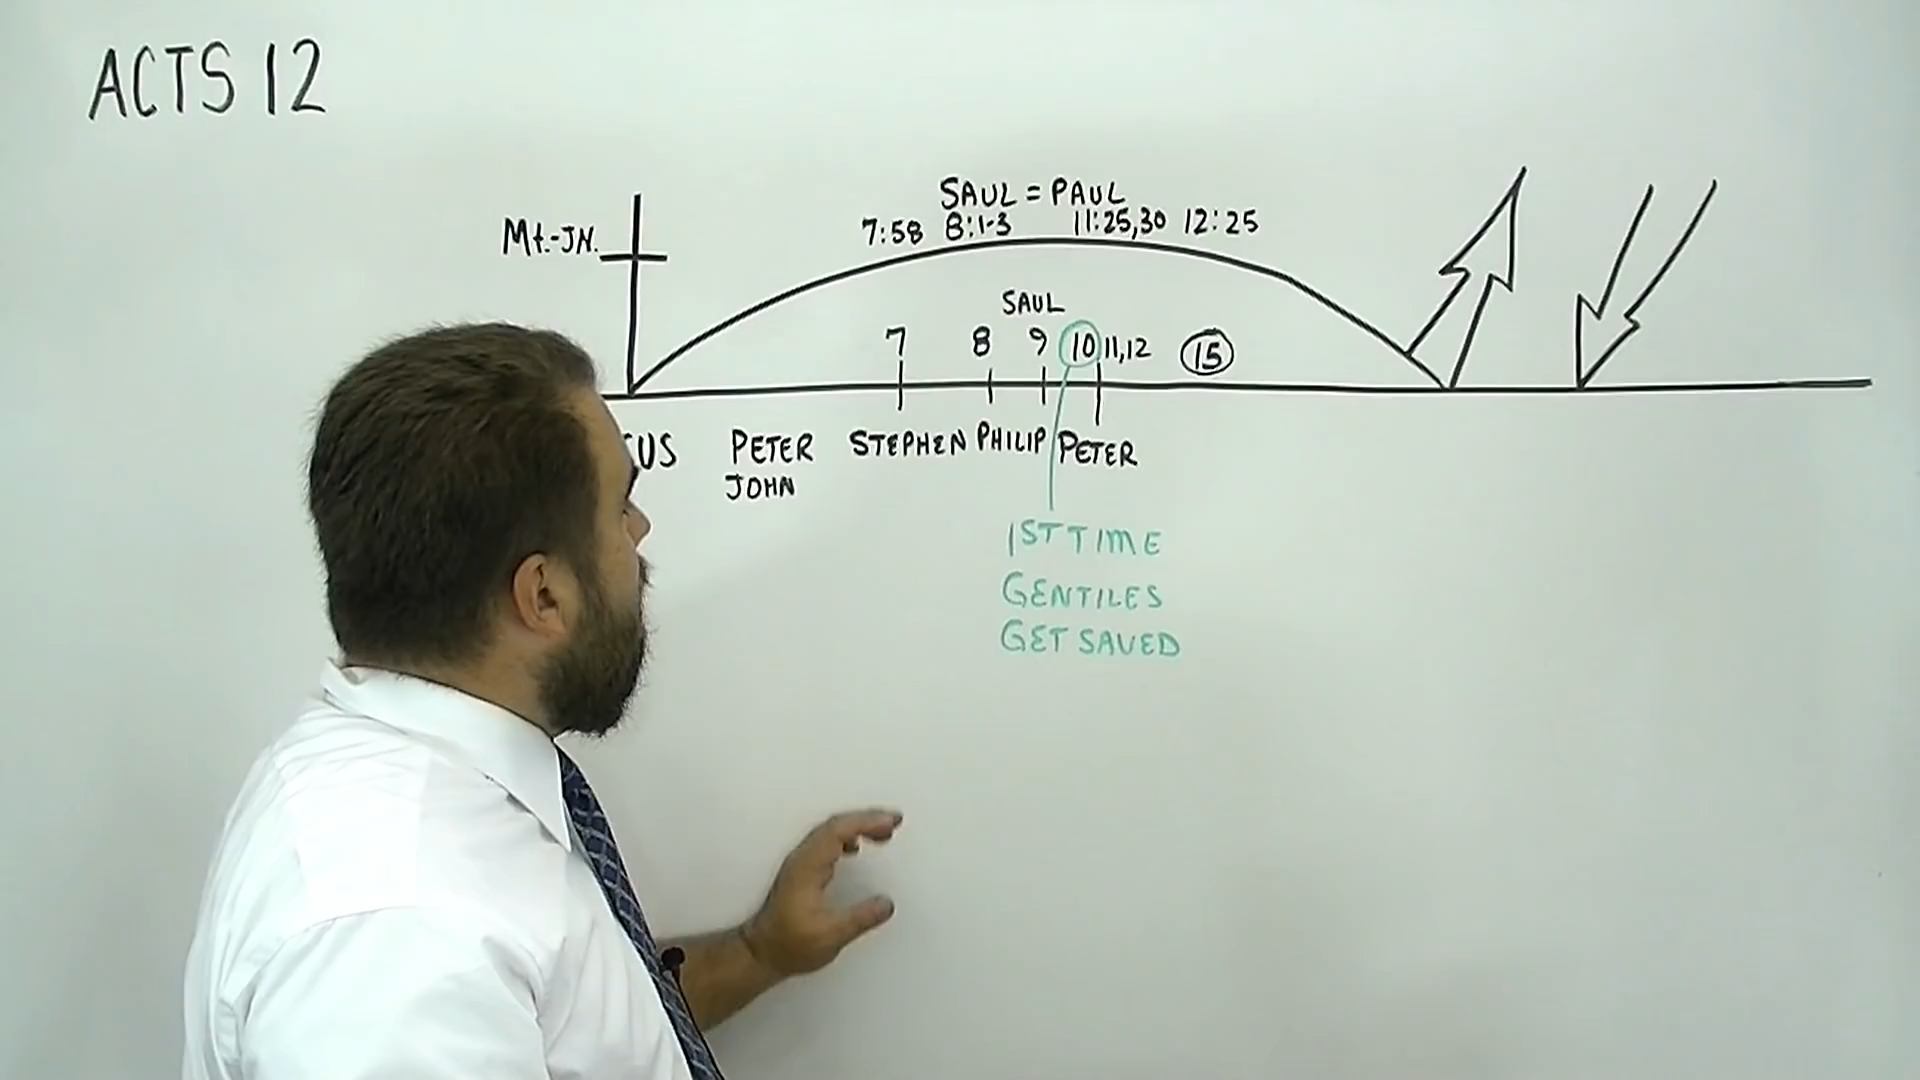 ACTS 12
SAUL = PAUL
7:58 8:1-3 11:25,30 12:25
Mt.-JN.
SAUL
7 8 9 10 11,12 15
PETER STEPHEN PHILIP PETER
JOHN
1ST TIME
GENTILES
GET SAVED